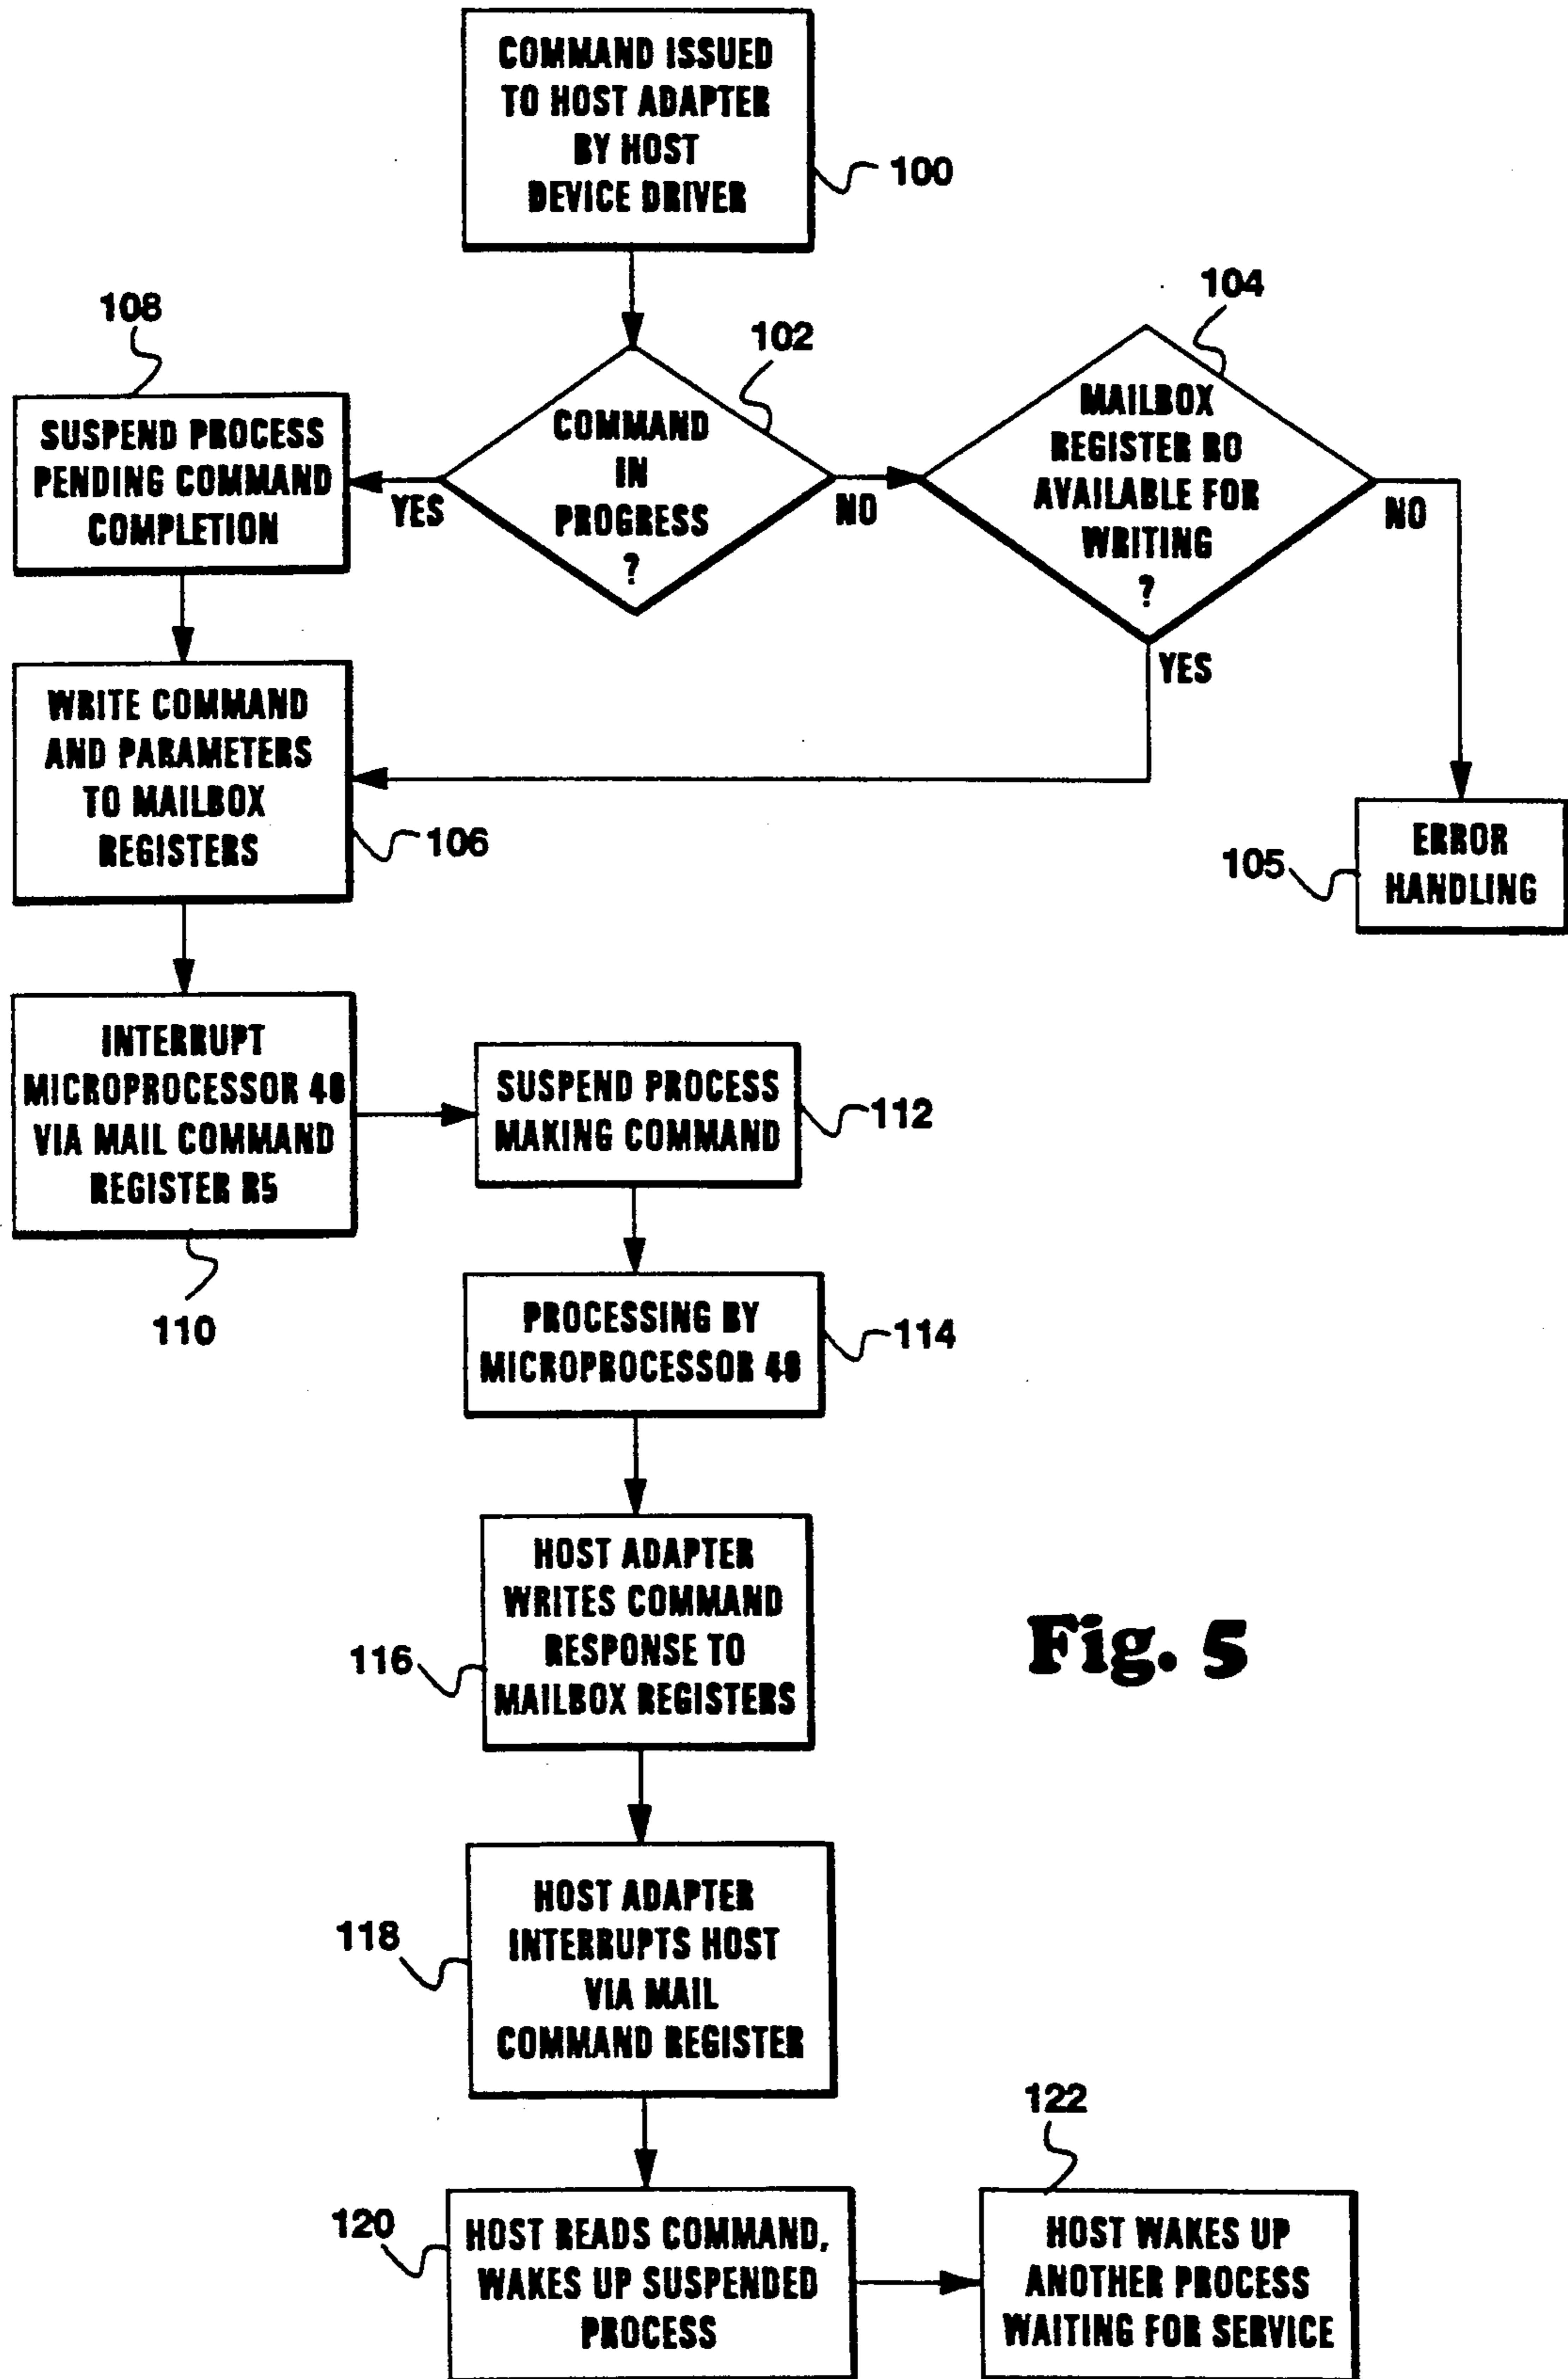 COMMAND ISSUED
TO HOST ADAPTER
BY HOST
DEVICE DRIVER
100
102
COMMAND
IN
PROGRESS
?
YES
NO
104
MAILBOX
REGISTER R0
AVAILABLE FOR
WRITING
?
NO
YES
105
ERROR
HANDLING
108
SUSPEND PROCESS
PENDING COMMAND
COMPLETION
WRITE COMMAND
AND PARAMETERS
TO MAILBOX
REGISTERS
106
INTERRUPT
MICROPROCESSOR 48
VIA MAIL COMMAND
REGISTER R5
110
SUSPEND PROCESS
MAKING COMMAND
112
PROCESSING BY
MICROPROCESSOR 48
114
HOST ADAPTER
WRITES COMMAND
RESPONSE TO
MAILBOX REGISTERS
116
Fig. 5
HOST ADAPTER
INTERRUPTS HOST
VIA MAIL
COMMAND REGISTER
118
120
HOST READS COMMAND,
WAKES UP SUSPENDED
PROCESS
122
HOST WAKES UP
ANOTHER PROCESS
WAITING FOR SERVICE